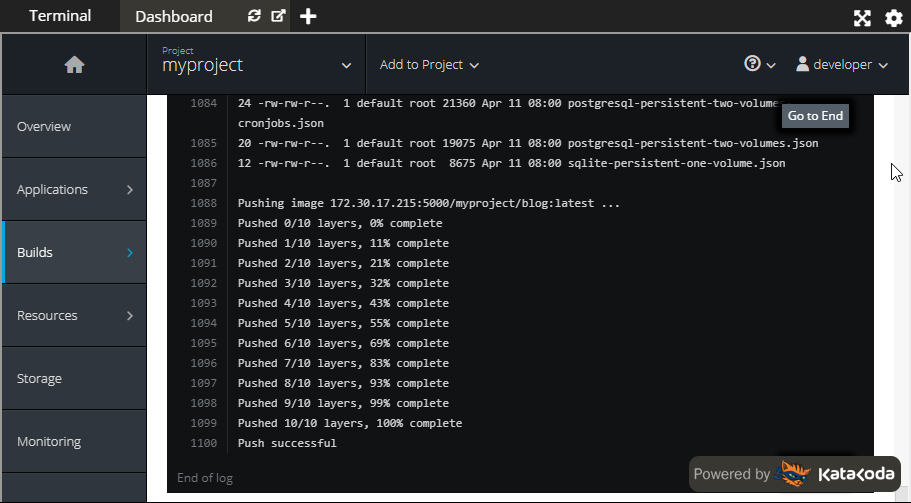 Terminal Dashboard
Project
myproject Add to Project developer
1084 24 -rw-rw-r--. 1 default root 21360 Apr 11 08:00 postgresql-persistent-two-volumes-
cronjobs.json
Go to End
1085 20 -rw-rw-r--. 1 default root 19075 Apr 11 08:00 postgresql-persistent-two-volumes.json
1086 12 -rw-rw-r--. 1 default root 8675 Apr 11 08:00 sqlite-persistent-one-volume.json
1087
1088 Pushing image 172.30.17.215:5000/myproject/blog:latest ...
1089 Pushed 0/10 layers, 0% complete
1090 Pushed 1/10 layers, 11% complete
1091 Pushed 2/10 layers, 21% complete
1092 Pushed 3/10 layers, 32% complete
1093 Pushed 4/10 layers, 43% complete
1094 Pushed 5/10 layers, 55% complete
1095 Pushed 6/10 layers, 69% complete
1096 Pushed 7/10 layers, 83% complete
1097 Pushed 8/10 layers, 93% complete
1098 Pushed 9/10 layers, 99% complete
1099 Pushed 10/10 layers, 100% complete
1100 Push successful
End of log
Overview
Applications
Builds
Resources
Storage
Monitoring
Powered by Katacoda